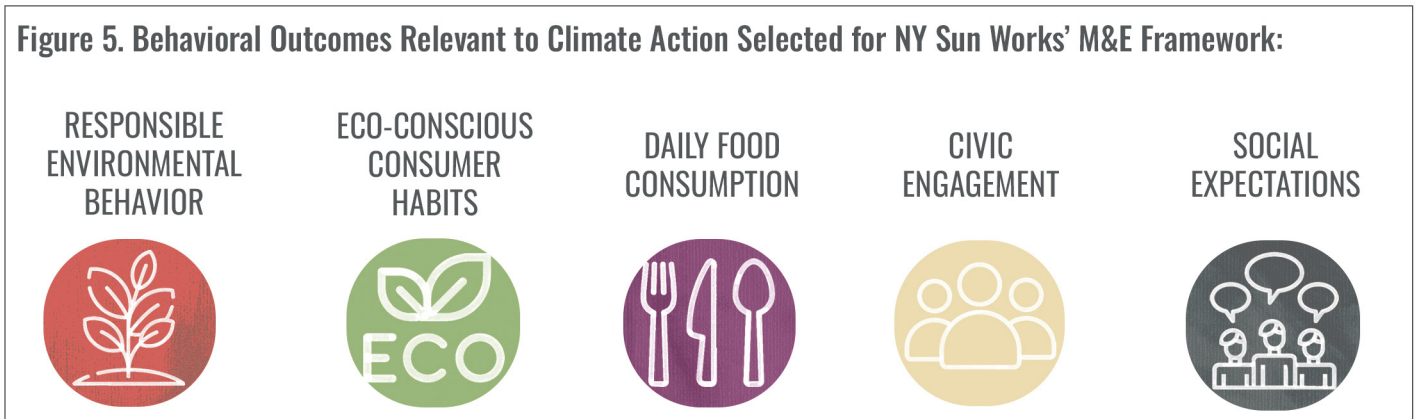 Figure 5. Behavioral Outcomes Relevant to Climate Action Selected for NY Sun Works’ M&E Framework:
RESPONSIBLE
ENVIRONMENTAL
BEHAVIOR
ECO-CONSCIOUS
CONSUMER
HABITS
DAILY FOOD
CONSUMPTION
CIVIC
ENGAGEMENT
SOCIAL
EXPECTATIONS
ECO